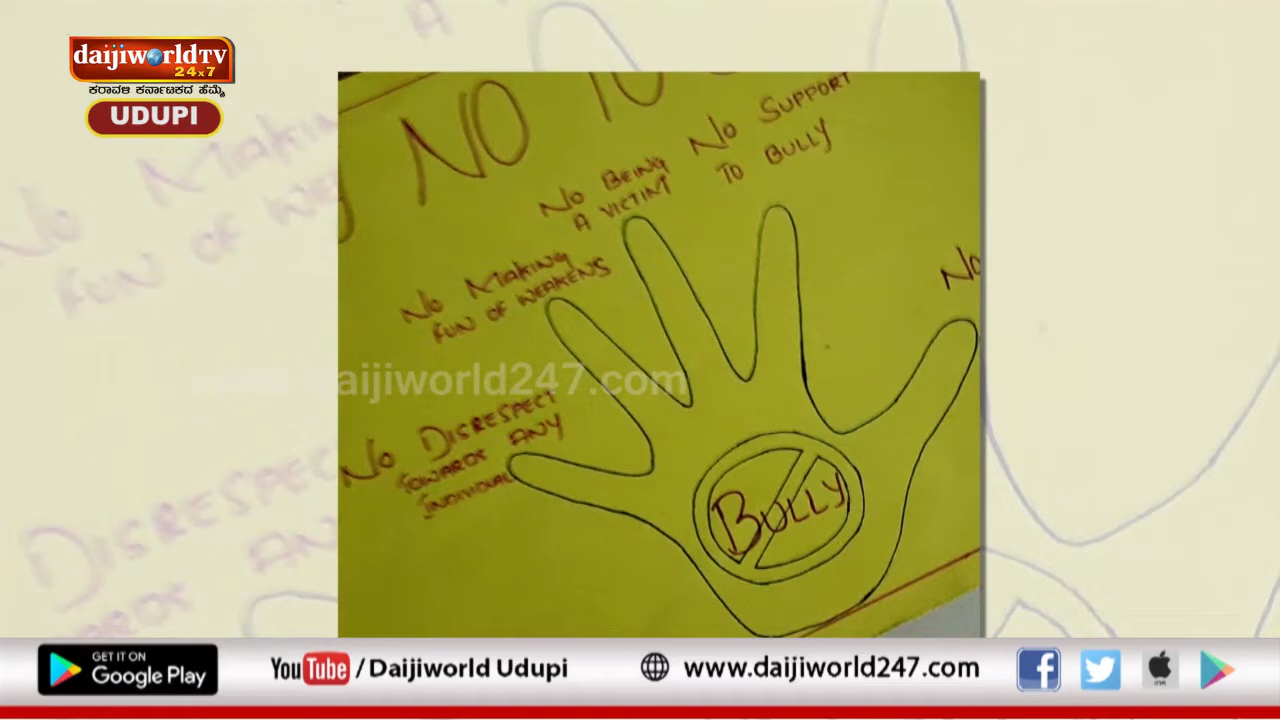 daijiworldTV
24x7
ಕರಾವಳಿ ಕರ್ನಾಟಕದ ಹೆಮ್ಮೆ
UDUPI
NO TO
NO SUPPORT
TO BULLY
NO BEING
A VICTIM
NO MAKING
FUN OF WEAKENS
NO
NO DISRESPECT
TOWARDS ANY
INDIVIDUAL
BULLY
aijiworld247.com
GET IT ON
Google Play
YouTube /Daijiworld Udupi
www.daijiworld247.com